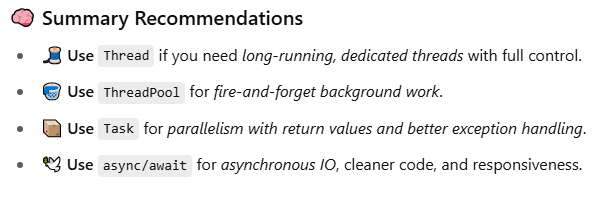 Summary Recommendations
Use Thread if you need long-running, dedicated threads with full control.
Use ThreadPool for fire-and-forget background work.
Use Task for parallelism with return values and better exception handling.
Use async/await for asynchronous IO, cleaner code, and responsiveness.